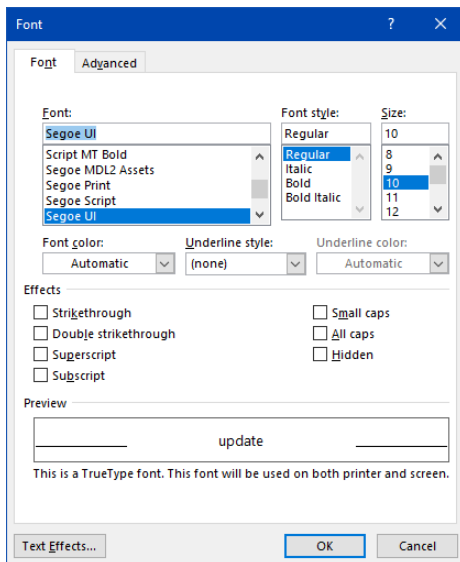 Font ? ×
Font Advanced
Font: Font style: Size:
Segoe UI Regular 10
Script MT Bold Regular 8
Segoe MDL2 Assets Italic 9
Segoe Print Bold 10
Segoe Script Bold Italic 11
Segoe UI 12
Font color: Underline style: Underline color:
Automatic (none) Automatic
Effects
Strikethrough Small caps
Double strikethrough All caps
Superscript Hidden
Subscript
Preview
update
This is a TrueType font. This font will be used on both printer and screen.
Text Effects... OK Cancel